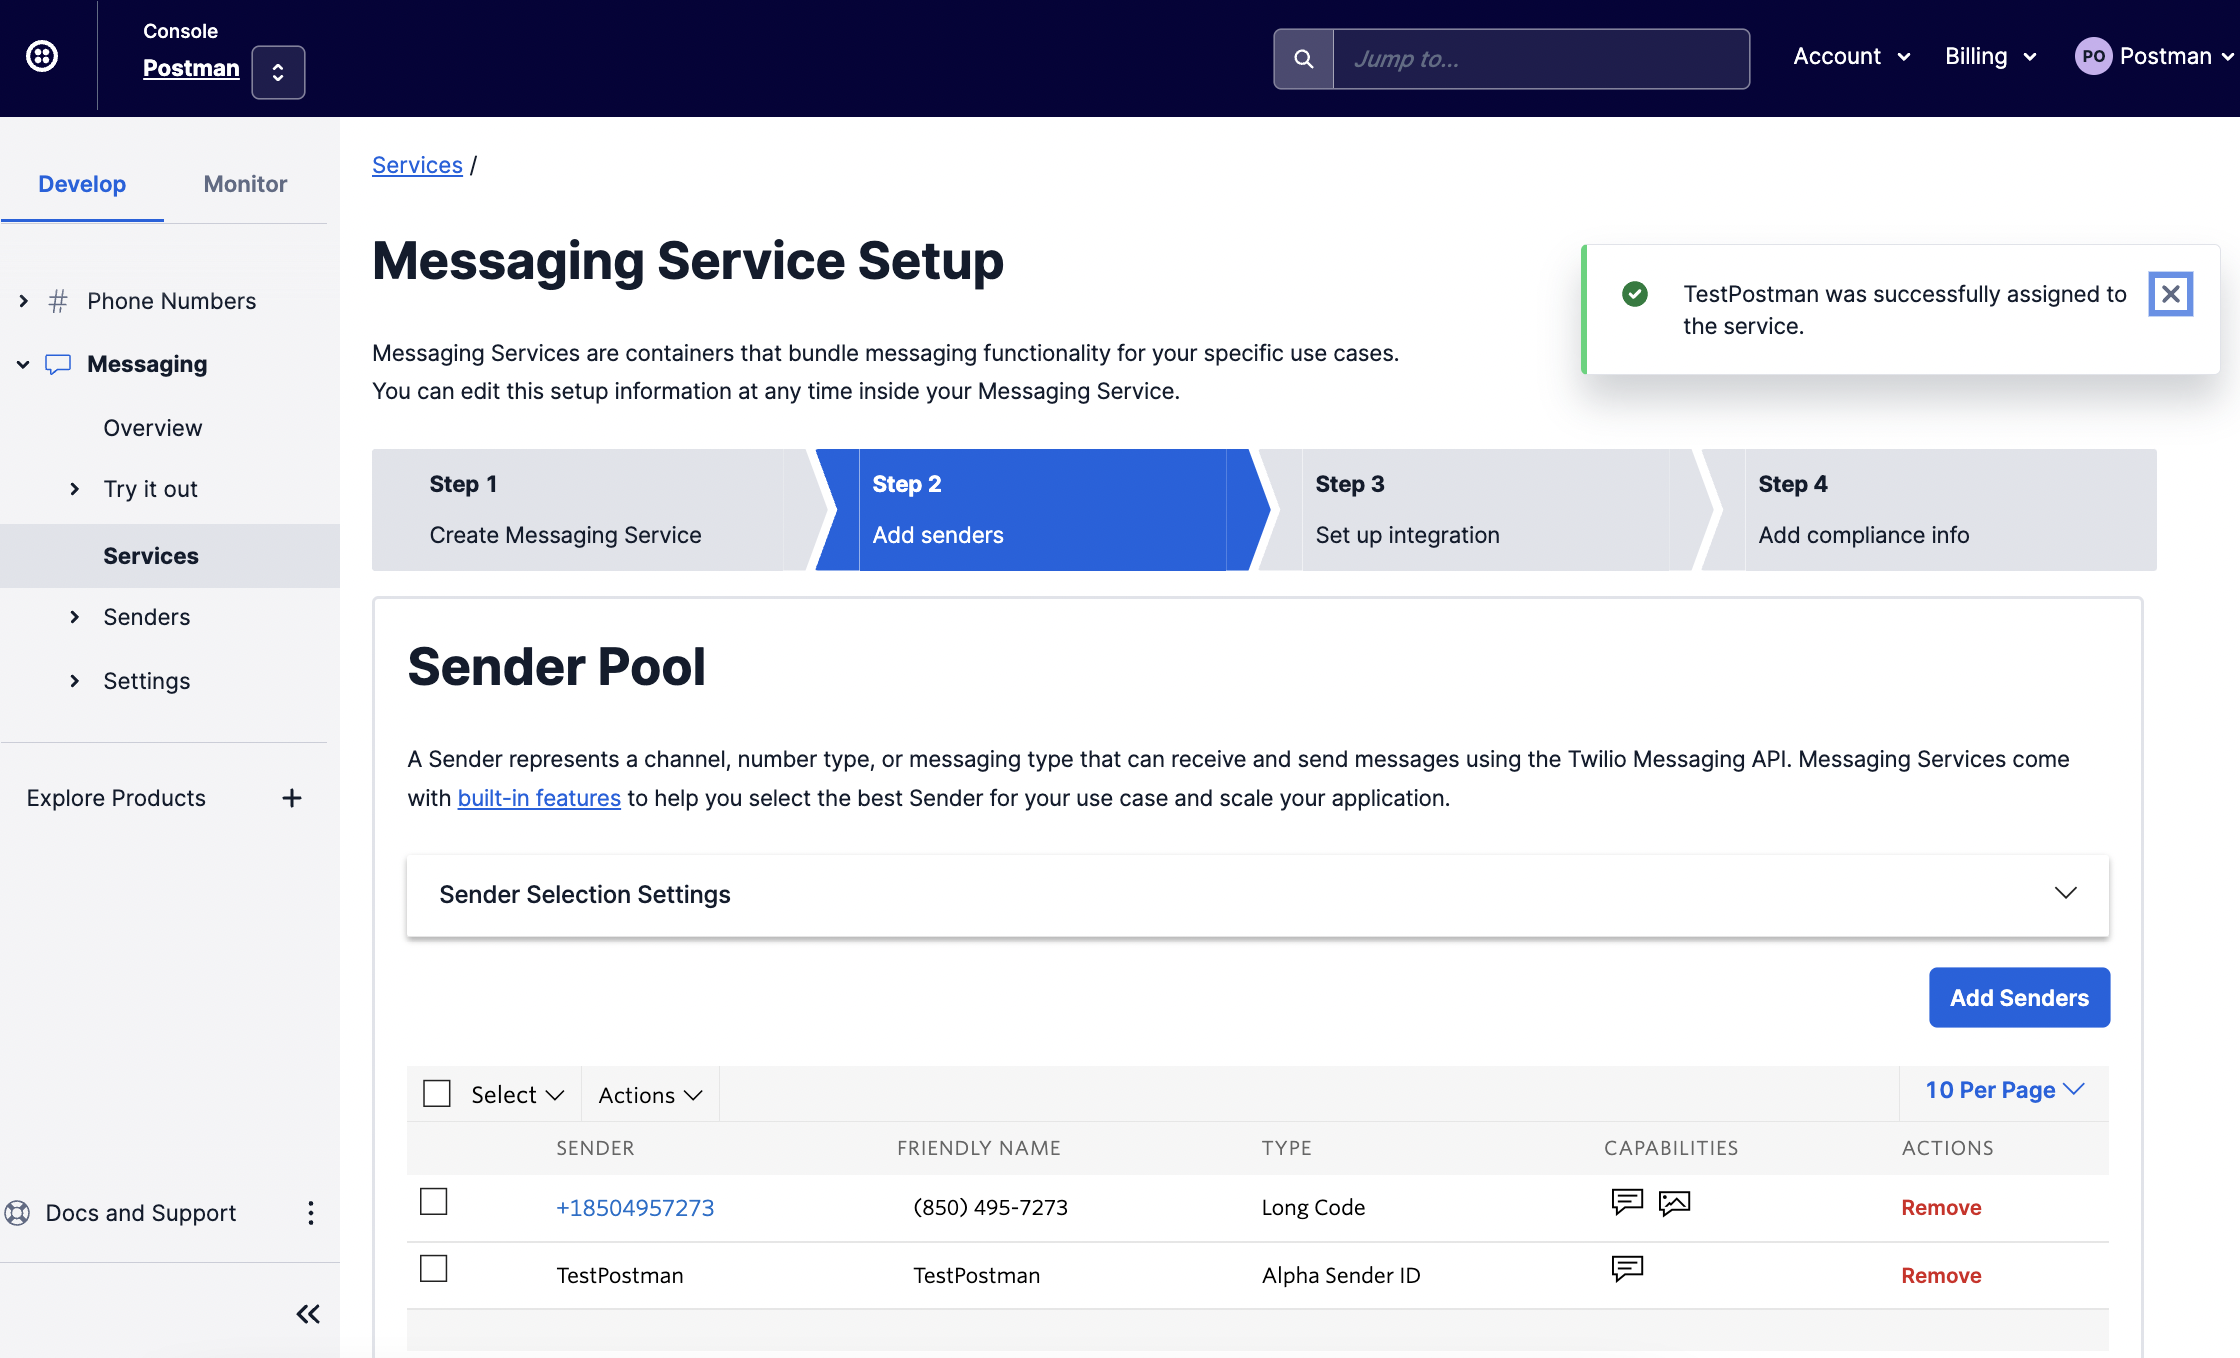 Console
Postman
Jump to...
Account
Billing
PO
Postman
Develop
Monitor
Phone Numbers
Messaging
Overview
Try it out
Services
Senders
Settings
Explore Products
Docs and Support
Services /
Messaging Service Setup
Messaging Services are containers that bundle messaging functionality for your specific use cases.
You can edit this setup information at any time inside your Messaging Service.
TestPostman was successfully assigned to
the service.
Step 1
Create Messaging Service
Step 2
Add senders
Step 3
Set up integration
Step 4
Add compliance info
Sender Pool
A Sender represents a channel, number type, or messaging type that can receive and send messages using the Twilio Messaging API. Messaging Services come
with built-in features to help you select the best Sender for your use case and scale your application.
Sender Selection Settings
Add Senders
Select
Actions
10 Per Page
SENDER FRIENDLY NAME TYPE CAPABILITIES ACTIONS
+18504957273 (850) 495-7273 Long Code Remove
TestPostman TestPostman Alpha Sender ID Remove